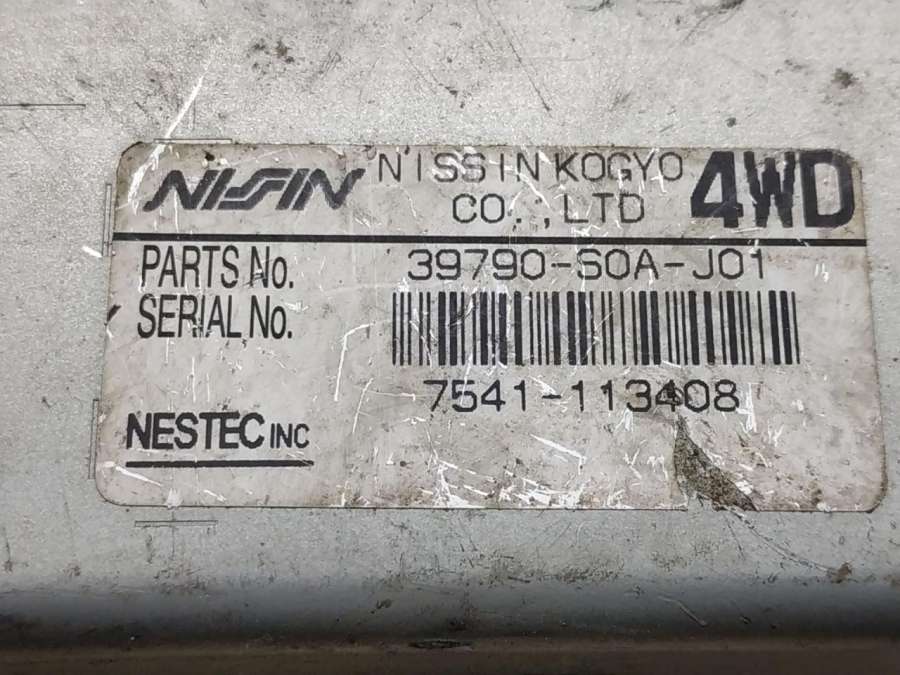 NISSIN NISSIN KOGYO 4WD
CO.;,LTD
PARTS No. 39790-S0A-J01
SERIAL No.
7541-113408
NESTEC INC